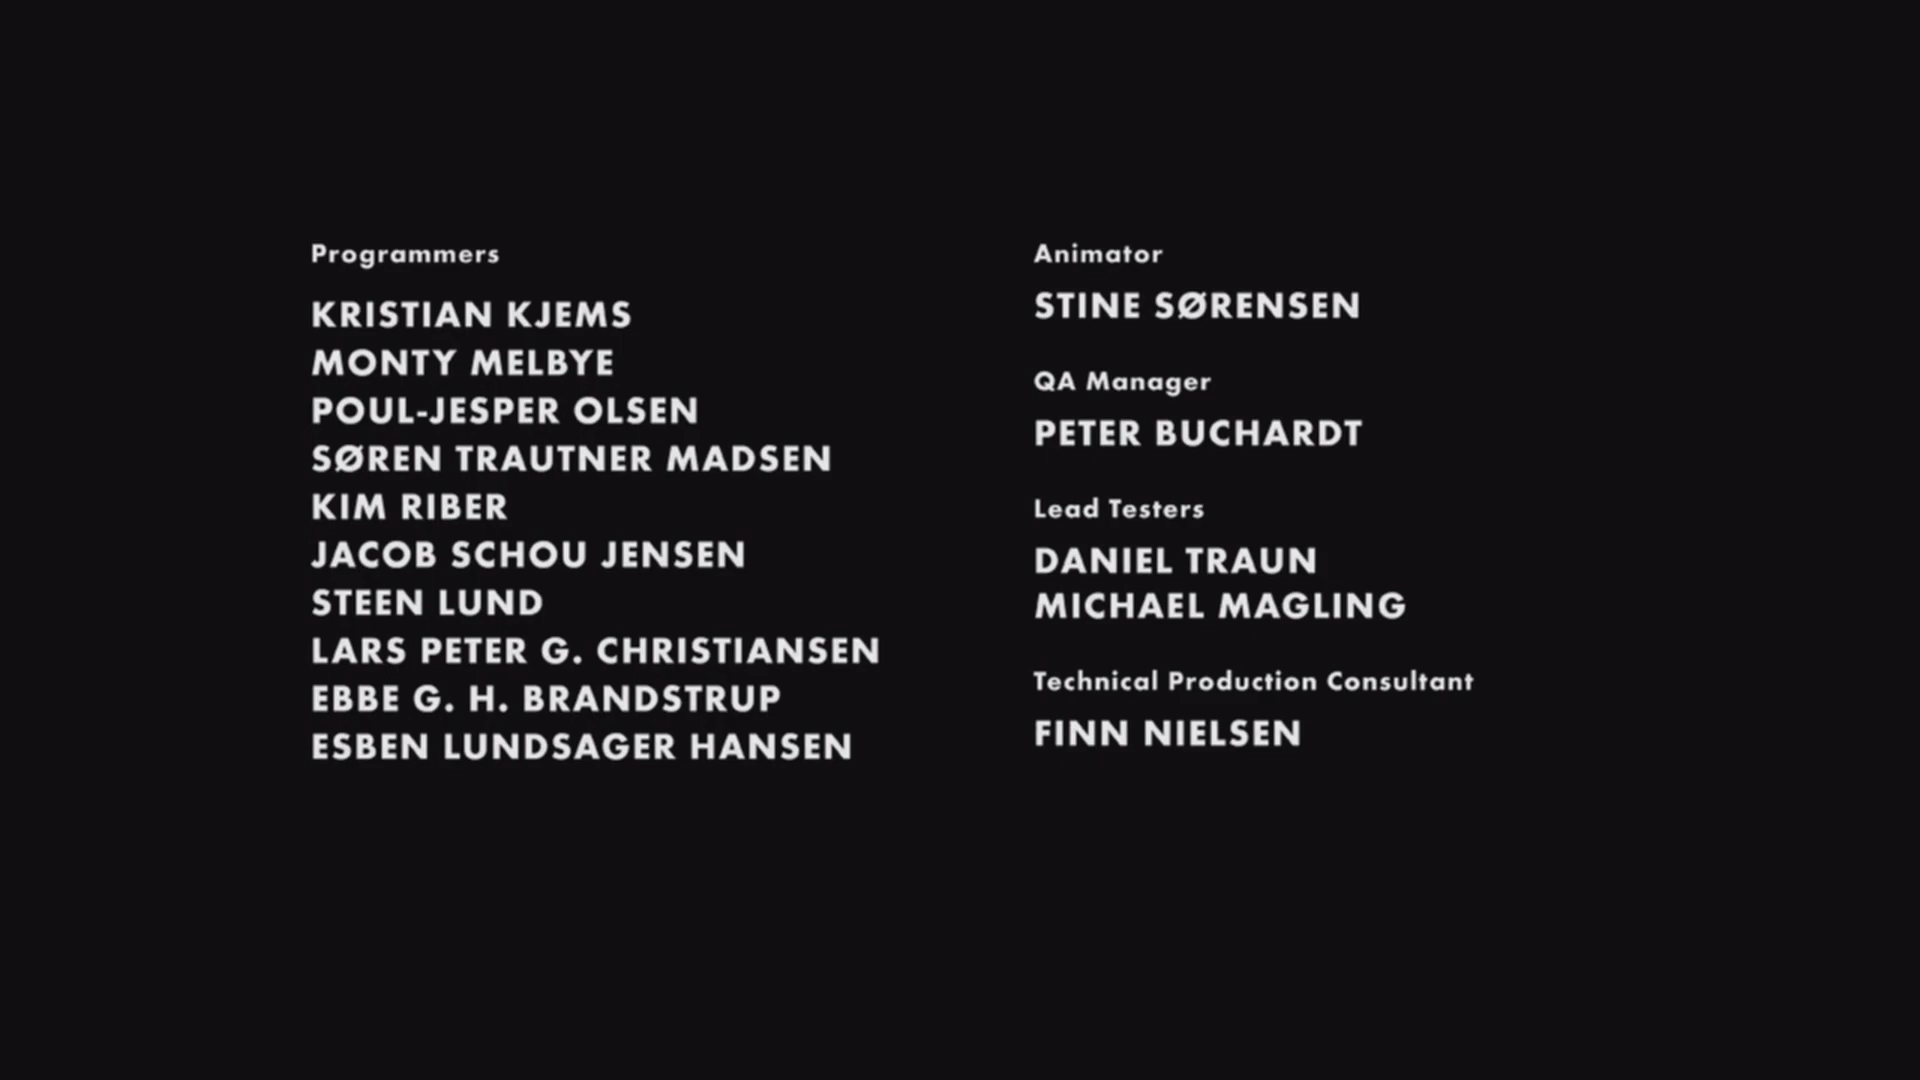 Programmers
KRISTIAN KJEMS
MONTY MELBYE
POUL-JESPER OLSEN
SØREN TRAUTNER MADSEN
KIM RIBER
JACOB SCHOU JENSEN
STEEN LUND
LARS PETER G. CHRISTIANSEN
EBBE G. H. BRANDSTRUP
ESBEN LUNDSAGER HANSEN
Animator
STINE SØRENSEN
QA Manager
PETER BUCHARDT
Lead Testers
DANIEL TRAUN
MICHAEL MAGLING
Technical Production Consultant
FINN NIELSEN